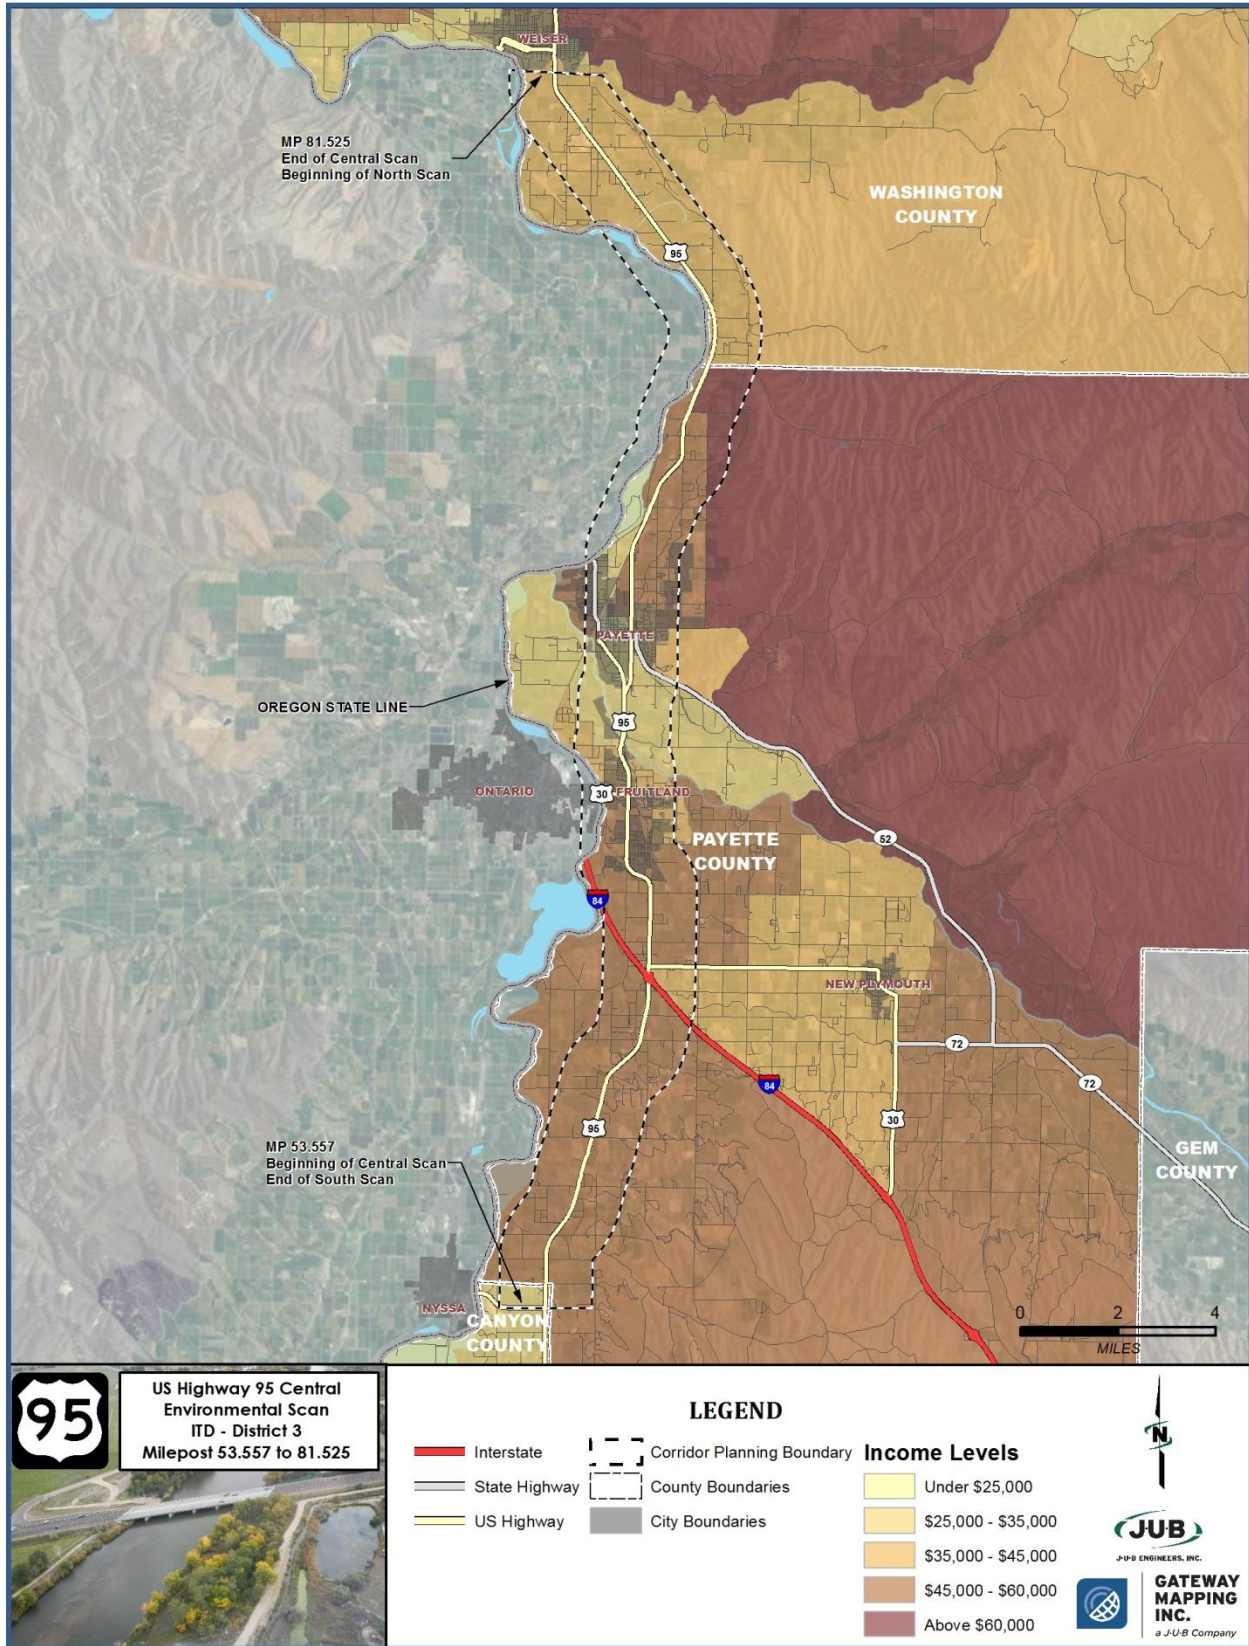 WEISER
MP 81.525
End of Central Scan
Beginning of North Scan
WASHINGTON
COUNTY
95
PAYETTE
OREGON STATE LINE
95
ONTARIO
30
FRUITLAND
PAYETTE
COUNTY
52
84
NEW PLYMOUTH
72
84
72
95
30
MP 53.557
Beginning of Central Scan
End of South Scan
GEM
COUNTY
NYSSA
CANYON
COUNTY
0 2 4
MILES
95
US Highway 95 Central
Environmental Scan
ITD - District 3
Milepost 53.557 to 81.525
LEGEND
Interstate
State Highway
US Highway
Corridor Planning Boundary
County Boundaries
City Boundaries
Income Levels
Under $25,000
$25,000 - $35,000
$35,000 - $45,000
$45,000 - $60,000
Above $60,000
N
J·U·B
J·U·B ENGINEERS, INC.
GATEWAY
MAPPING
INC.
a J·U·B Company